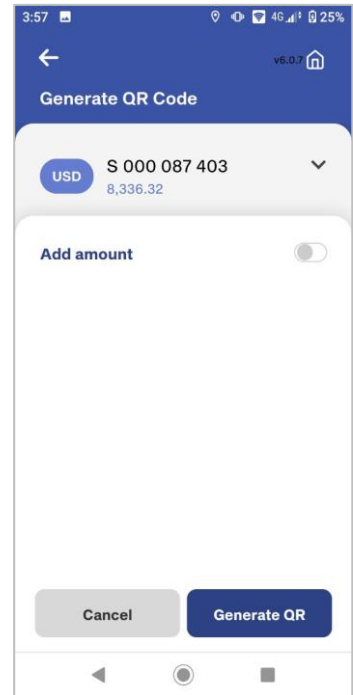 3:57 4G 25%
v6.0.7
Generate QR Code
USD S 000 087 403
8,336.32
Add amount
Cancel Generate QR